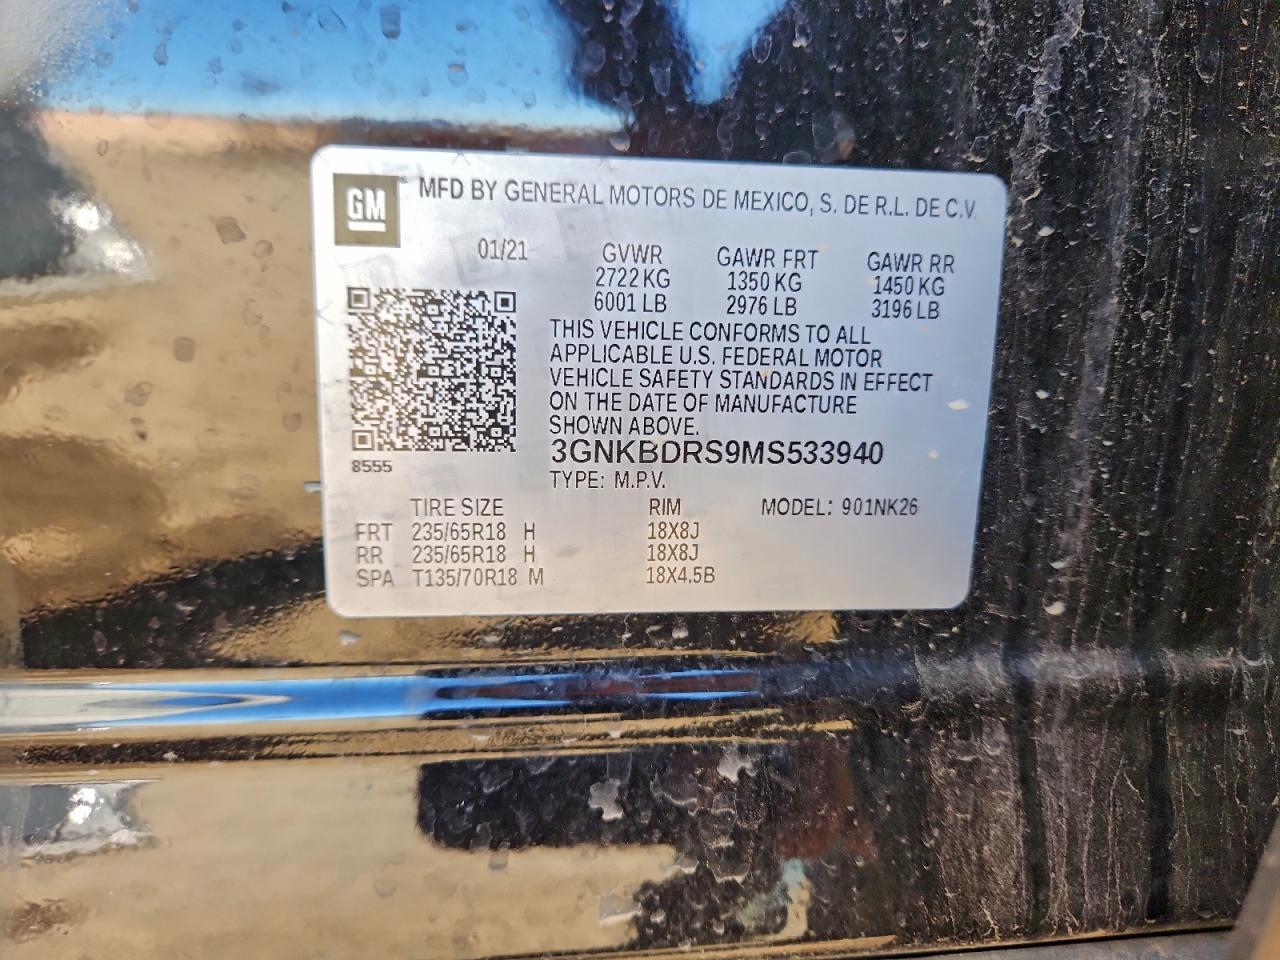 GM MFD BY GENERAL MOTORS DE MEXICO, S. DE R.L. DE C.V.
01/21 GVWR GAWR FRT GAWR RR
2722 KG 1350 KG 1450 KG
6001 LB 2976 LB 3196 LB
THIS VEHICLE CONFORMS TO ALL
APPLICABLE U.S. FEDERAL MOTOR
VEHICLE SAFETY STANDARDS IN EFFECT
ON THE DATE OF MANUFACTURE
SHOWN ABOVE.
3GNKBDRS9MS533940
8555
TYPE: M.P.V.
TIRE SIZE RIM MODEL: 901NK26
FRT 235/65R18 H 18X8J
RR 235/65R18 H 18X8J
SPA T135/70R18 M 18X4.5B